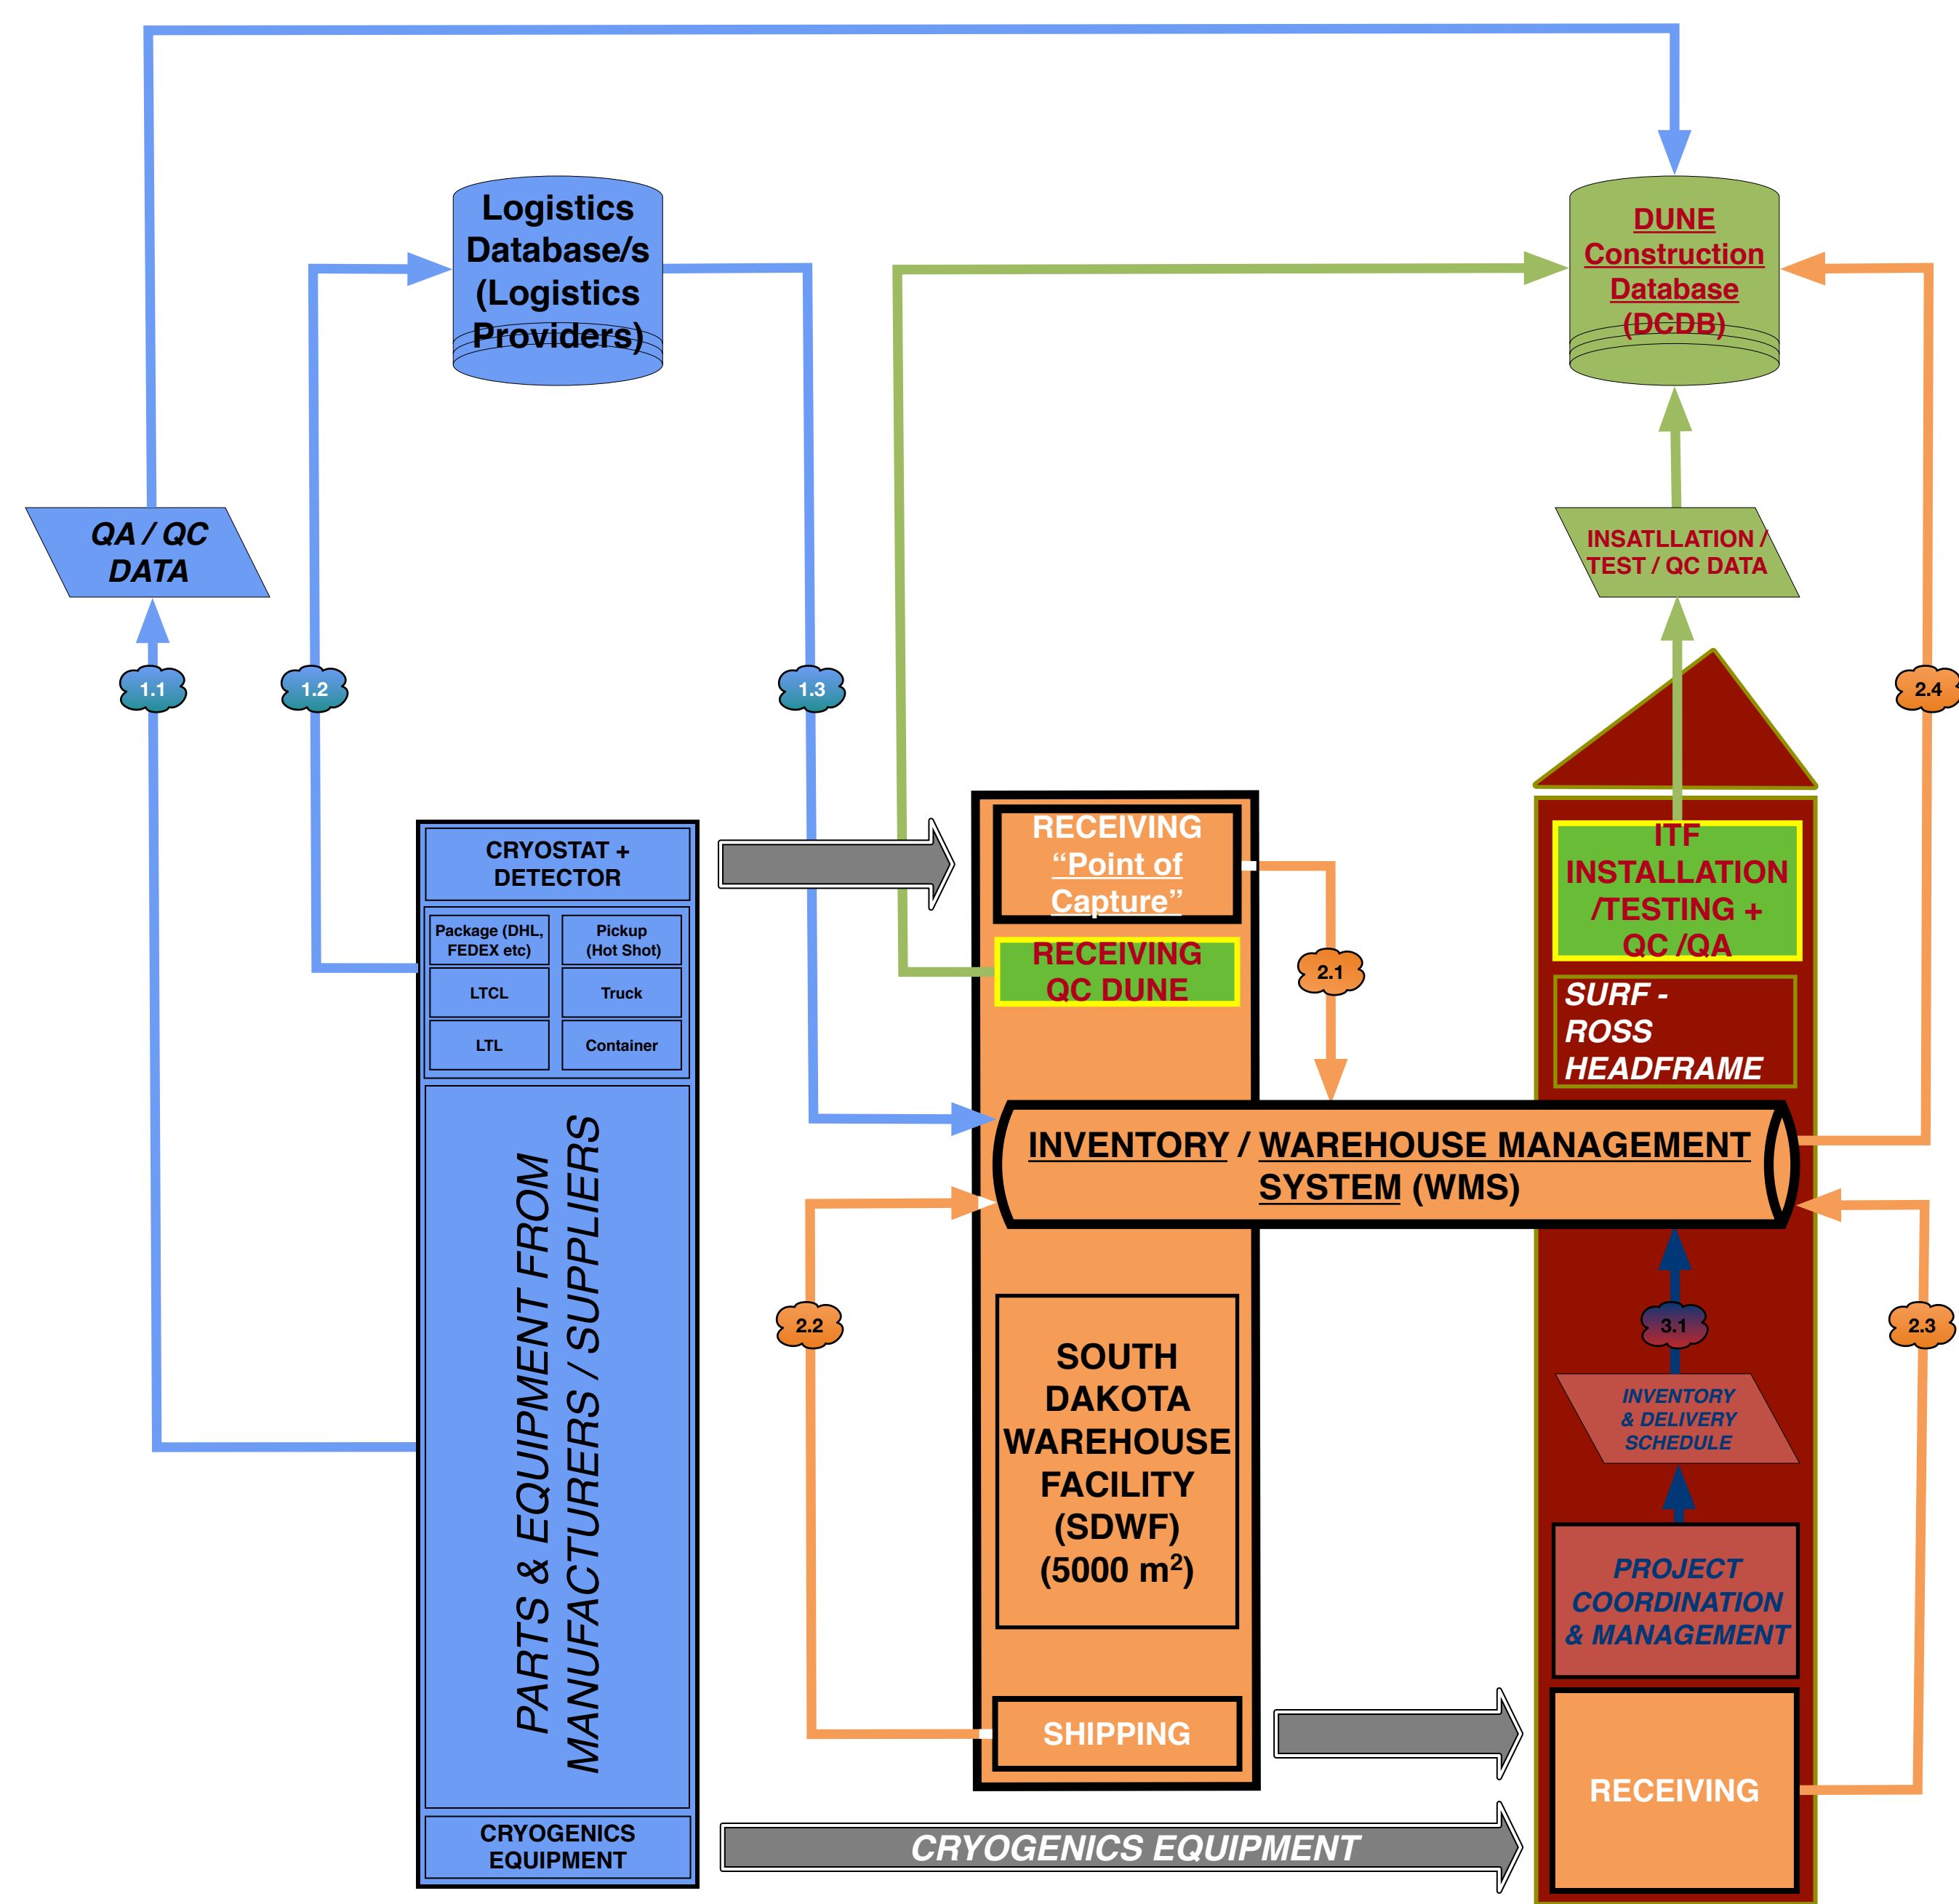 Logistics
Database/s
(Logistics
Providers)
DUNE
Construction
Database
(DCDB)
QA / QC
DATA
INSATLLATION /
TEST / QC DATA
1.1
1.2
1.3
2.4
CRYOSTAT +
DETECTOR
Package (DHL,
FEDEX etc)
Pickup
(Hot Shot)
LTCL
Truck
LTL
Container
PARTS & EQUIPMENT FROM
MANUFACTURERS / SUPPLIERS
CRYOGENICS
EQUIPMENT
RECEIVING
“Point of
Capture”
RECEIVING
QC DUNE
2.1
ITF
INSTALLATION
/TESTING +
QC /QA
SURF -
ROSS
HEADFRAME
INVENTORY / WAREHOUSE MANAGEMENT
SYSTEM (WMS)
2.2
3.1
2.3
SOUTH
DAKOTA
WAREHOUSE
FACILITY
(SDWF)
(5000 m²)
INVENTORY
& DELIVERY
SCHEDULE
PROJECT
COORDINATION
& MANAGEMENT
SHIPPING
RECEIVING
CRYOGENICS EQUIPMENT